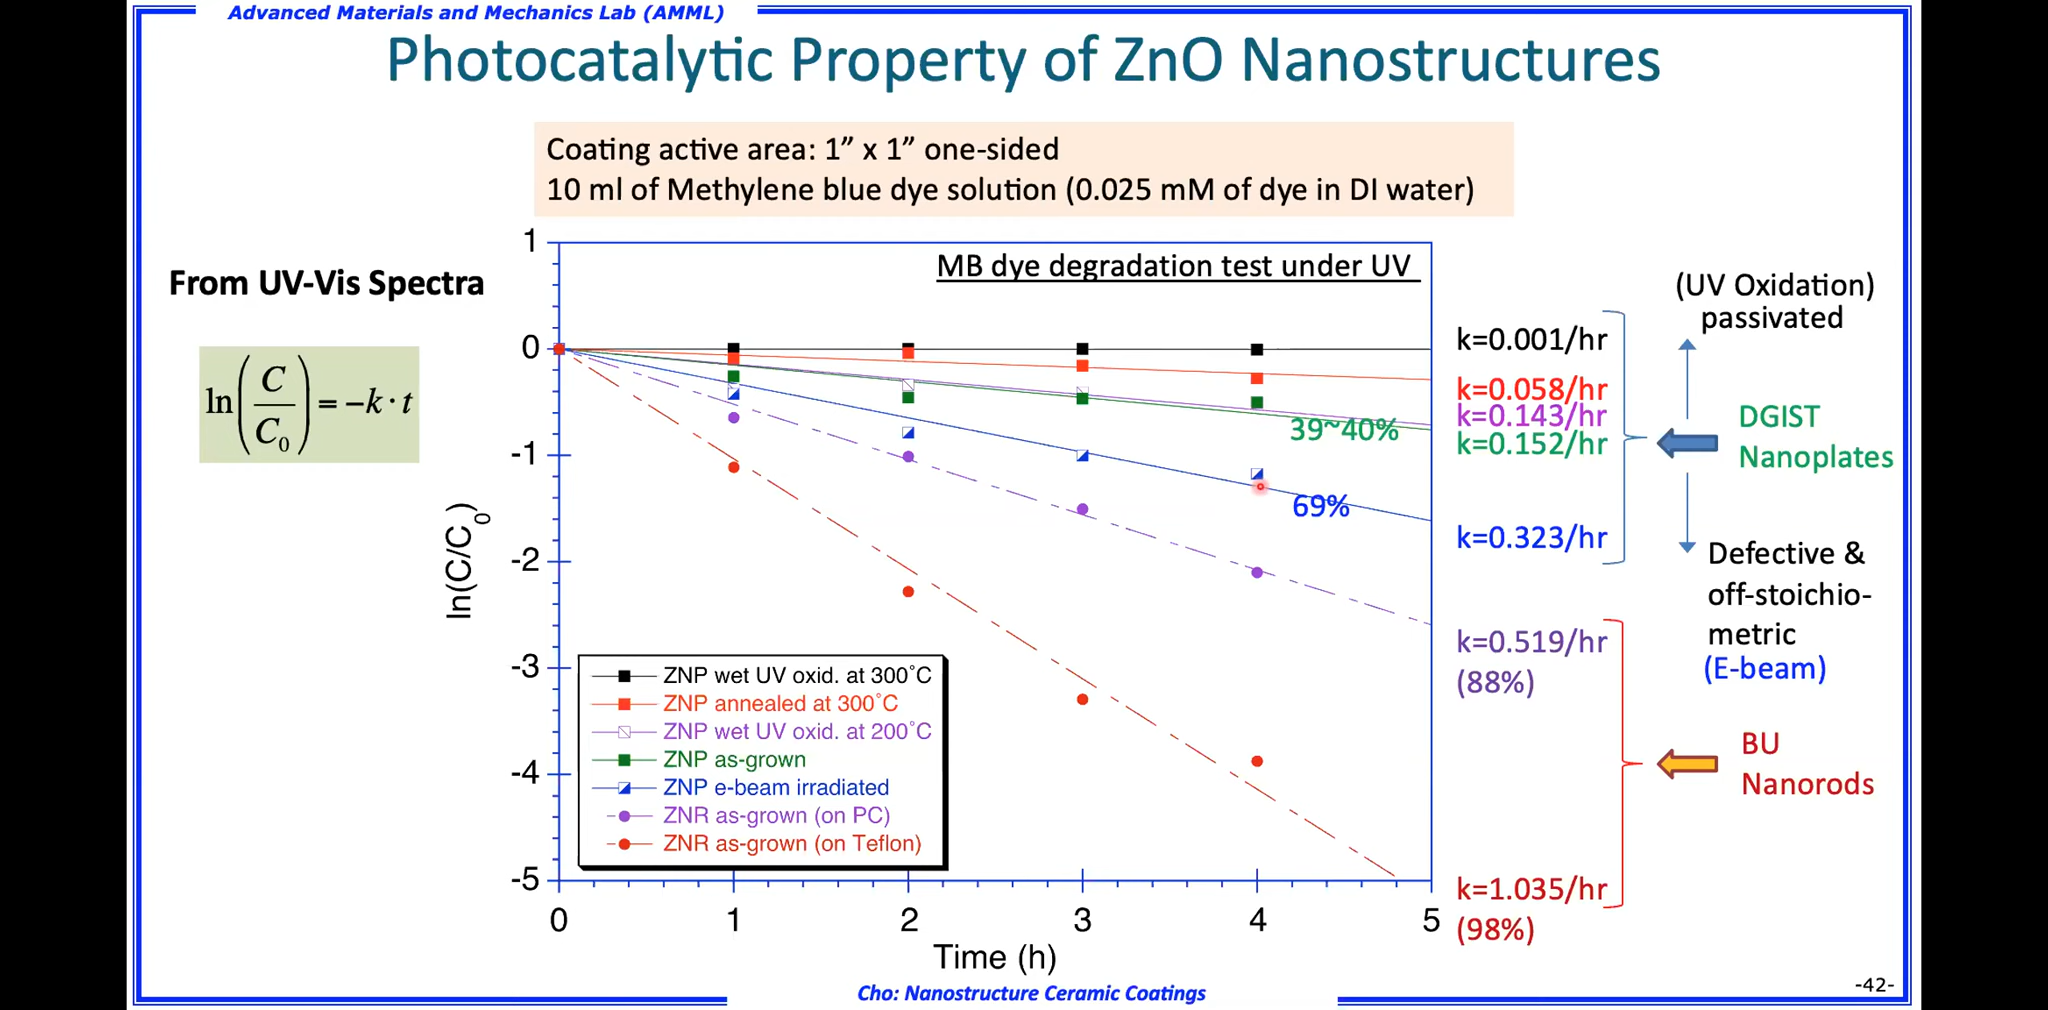 Advanced Materials and Mechanics Lab (AMML)
Photocatalytic Property of ZnO Nanostructures
Coating active area: 1” x 1” one-sided
10 ml of Methylene blue dye solution (0.025 mM of dye in DI water)
From UV-Vis Spectra
ln(C/C₀) = −k · t
MB dye degradation test under UV
1
0
-1
-2
-3
-4
-5
ln(C/C₀)
39~40%
69%
ZNP wet UV oxid. at 300˚C
ZNP annealed at 300˚C
ZNP wet UV oxid. at 200˚C
ZNP as-grown
ZNP e-beam irradiated
ZNR as-grown (on PC)
ZNR as-grown (on Teflon)
0 1 2 3 4 5
Time (h)
k=0.001/hr
k=0.058/hr
k=0.143/hr
k=0.152/hr
k=0.323/hr
k=0.519/hr
(88%)
k=1.035/hr
(98%)
(UV Oxidation)
passivated
DGIST
Nanoplates
Defective &
off-stoichio-
metric
(E-beam)
BU
Nanorods
Cho: Nanostructure Ceramic Coatings
-42-